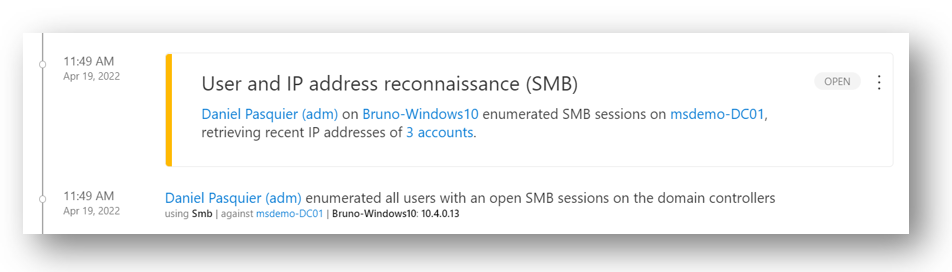 11:49 AM
Apr 19, 2022
User and IP address reconnaissance (SMB)
OPEN
Daniel Pasquier (adm) on Bruno-Windows10 enumerated SMB sessions on msdemo-DC01,
retrieving recent IP addresses of 3 accounts.
11:49 AM
Apr 19, 2022
Daniel Pasquier (adm) enumerated all users with an open SMB sessions on the domain controllers
using Smb | against msdemo-DC01 | Bruno-Windows10: 10.4.0.13